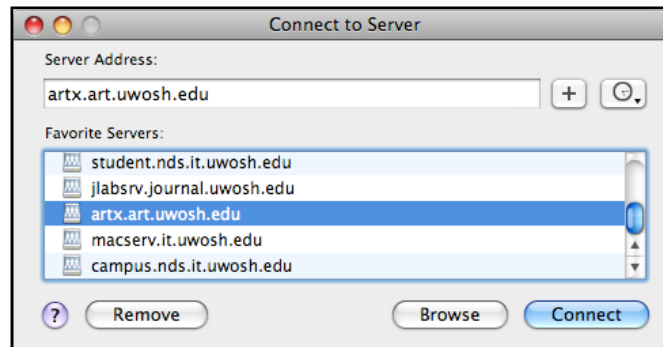 Connect to Server
Server Address:
artx.art.uwosh.edu
+
Favorite Servers:
student.nds.it.uwosh.edu
jlabsrv.journal.uwosh.edu
artx.art.uwosh.edu
macserv.it.uwosh.edu
campus.nds.it.uwosh.edu
? Remove Browse Connect